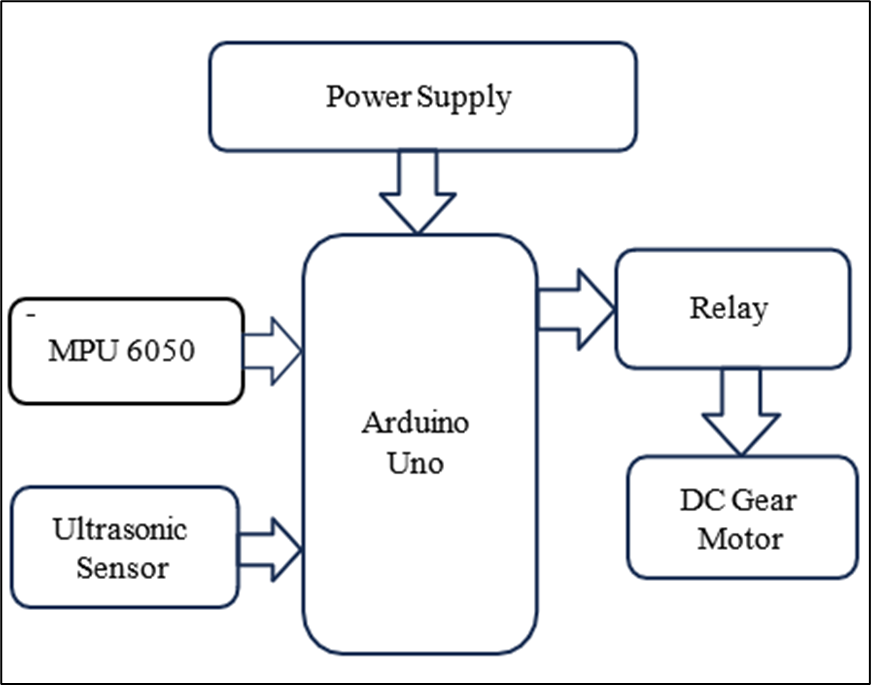 Power Supply
-
MPU 6050
Ultrasonic
Sensor
Arduino
Uno
Relay
DC Gear
Motor